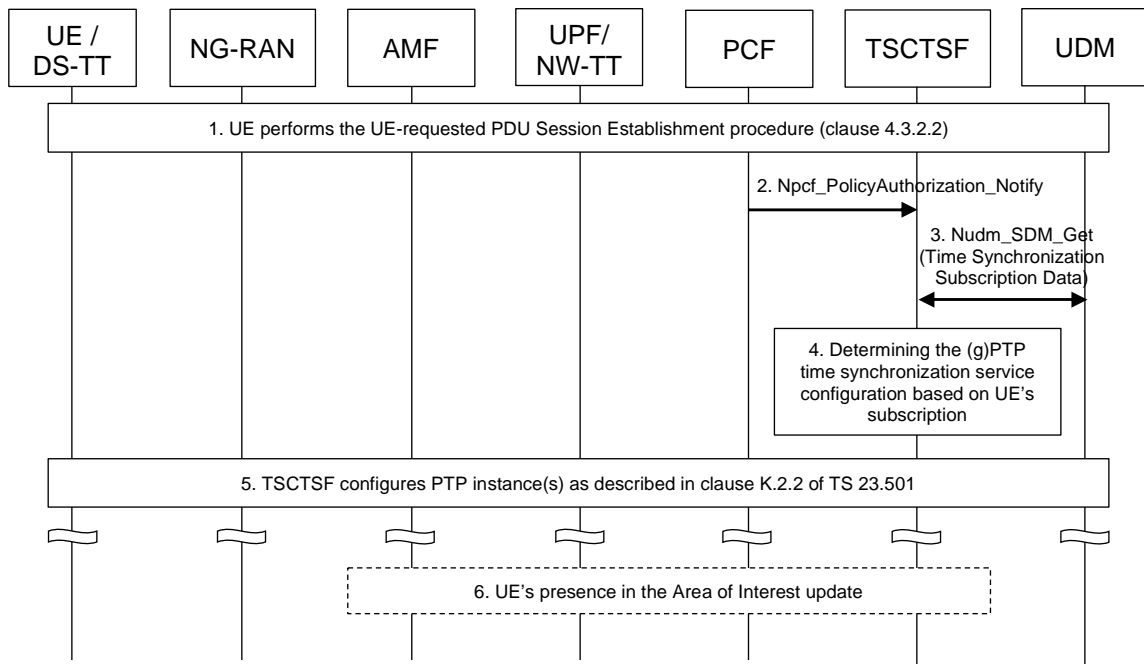 UE /
DS-TT
NG-RAN
AMF
UPF/
NW-TT
PCF
TSCTSF
UDM
1. UE performs the UE-requested PDU Session Establishment procedure (clause 4.3.2.2)
2. Npcf_PolicyAuthorization_Notify
3. Nudm_SDM_Get
(Time Synchronization
Subscription Data)
4. Determining the (g)PTP
time synchronization service
configuration based on UE’s
subscription
5. TSCTSF configures PTP instance(s) as described in clause K.2.2 of TS 23.501
6. UE’s presence in the Area of Interest update